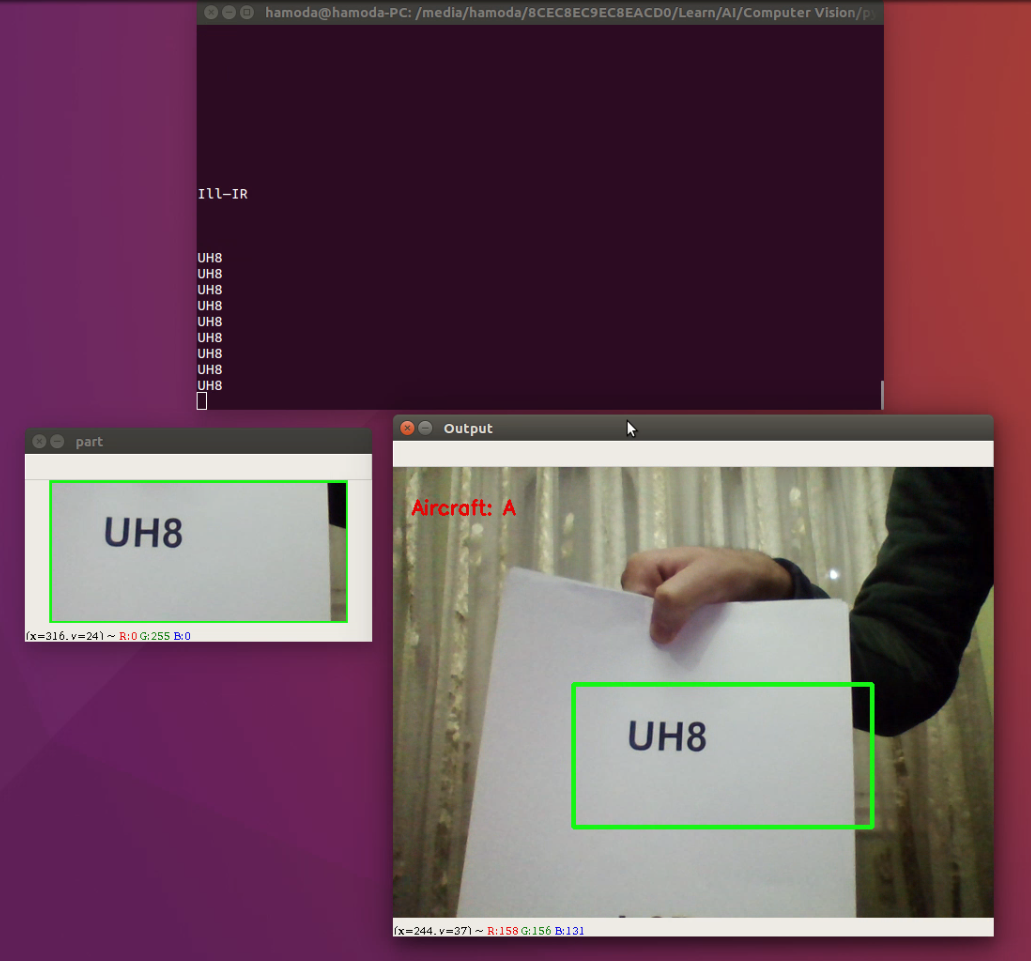 hamoda@hamoda-PC: /media/hamoda/8CEC8EC9EC8EACD0/Learn/AI/Computer Vision/py
Ill—IR
UH8
UH8
UH8
UH8
UH8
UH8
UH8
UH8
UH8
part
UH8
(x=316, y=24) ~ R:0 G:255 B:0
Output
Aircraft: A
UH8
(x=244, y=37) ~ R:158 G:156 B:131